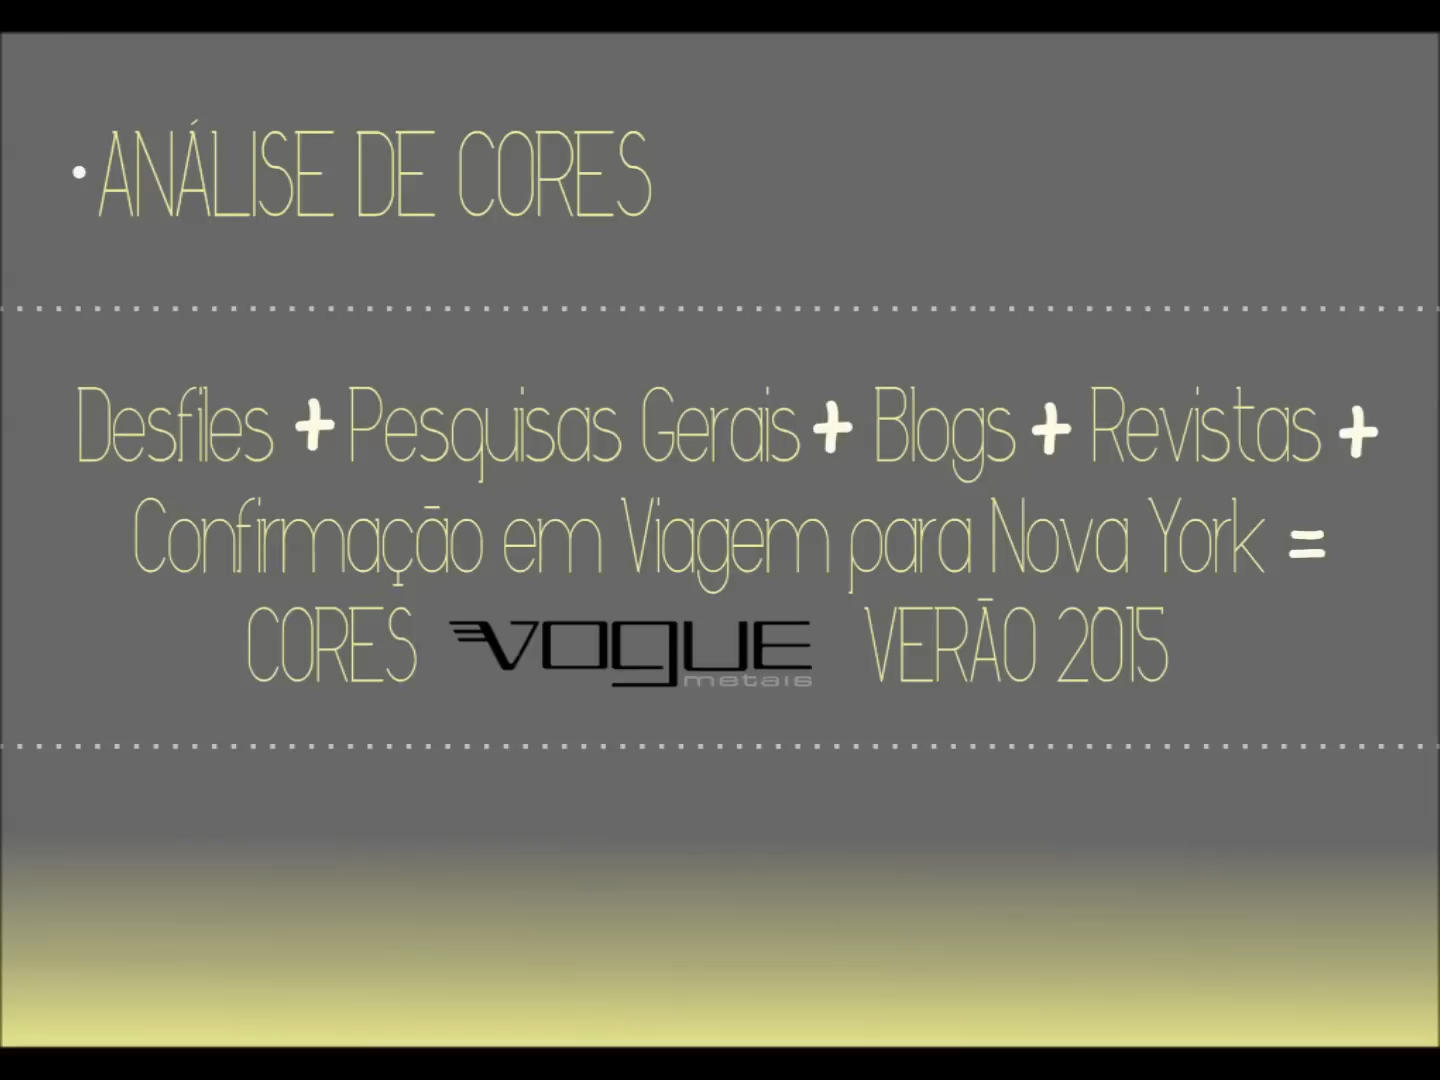 • ANÁLISE DE CORES
Desfiles + Pesquisas Gerais + Blogs + Revistas +
Confirmação em Viagem para Nova York =
CORES VOGUE metais VERÃO 2015